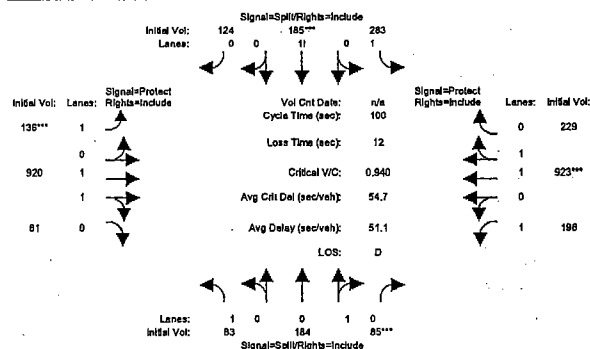 Signal=Split/Rights=Include
Initial Vol: 124 185*** 283
Lanes: 0 0 1! 0 1
Signal=Protect
Initial Vol: Lanes: Rights=Include
Vol Cnt Date: n/a
Signal=Protect
Rights=Include Lanes: Initial Vol:
Cycle Time (sec): 100
136*** 1
0 229
0
Loss Time (sec): 12
1
920 1
Critical V/C: 0.940
1 923***
1
Avg Crit Del (sec/veh): 54.7
0
81 0
Avg Delay (sec/veh): 51.1
1 198
LOS: D
Lanes: 1 0 0 1 0
Initial Vol: 83 184 85***
Signal=Split/Rights=Include